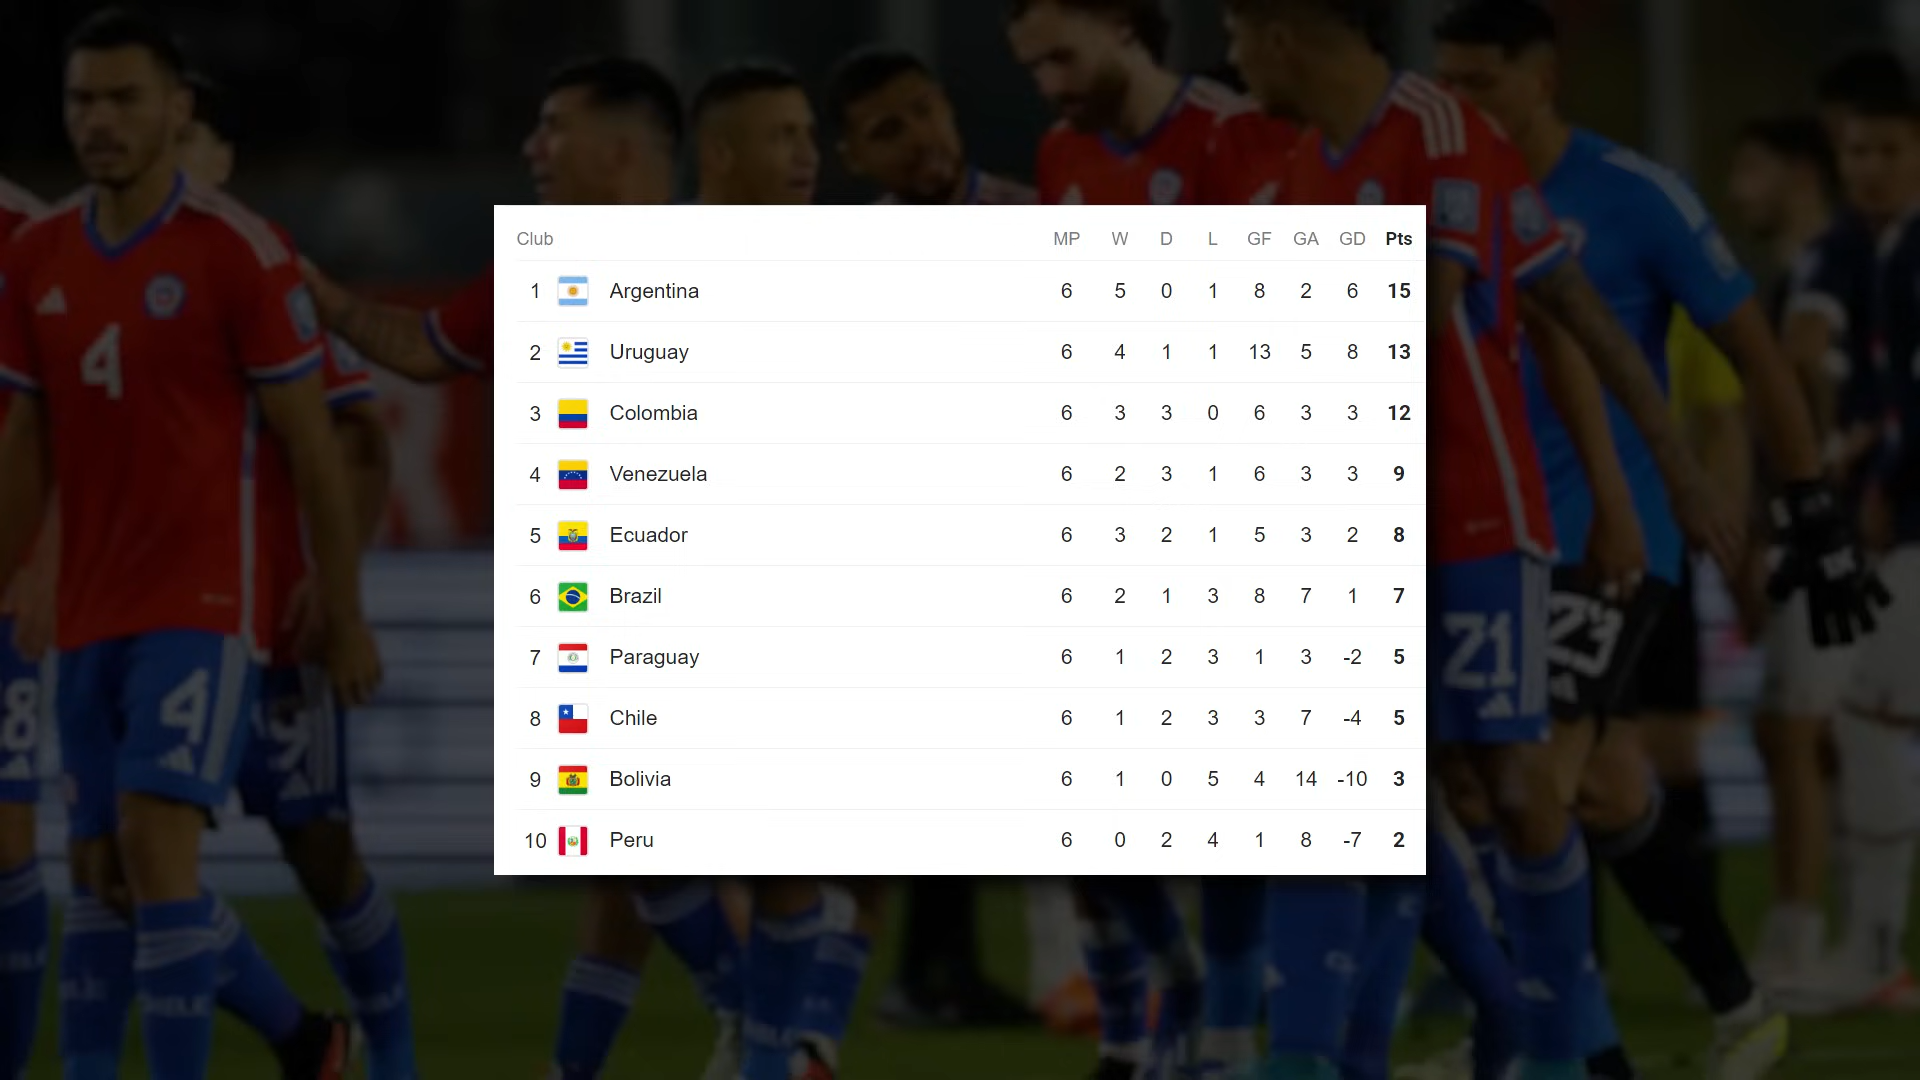 Club MP W D L GF GA GD Pts
1 Argentina 6 5 0 1 8 2 6 15
2 Uruguay 6 4 1 1 13 5 8 13
3 Colombia 6 3 3 0 6 3 3 12
4 Venezuela 6 2 3 1 6 3 3 9
5 Ecuador 6 3 2 1 5 3 2 8
6 Brazil 6 2 1 3 8 7 1 7
7 Paraguay 6 1 2 3 1 3 -2 5
8 Chile 6 1 2 3 3 7 -4 5
9 Bolivia 6 1 0 5 4 14 -10 3
10 Peru 6 0 2 4 1 8 -7 2
4
4
21
23